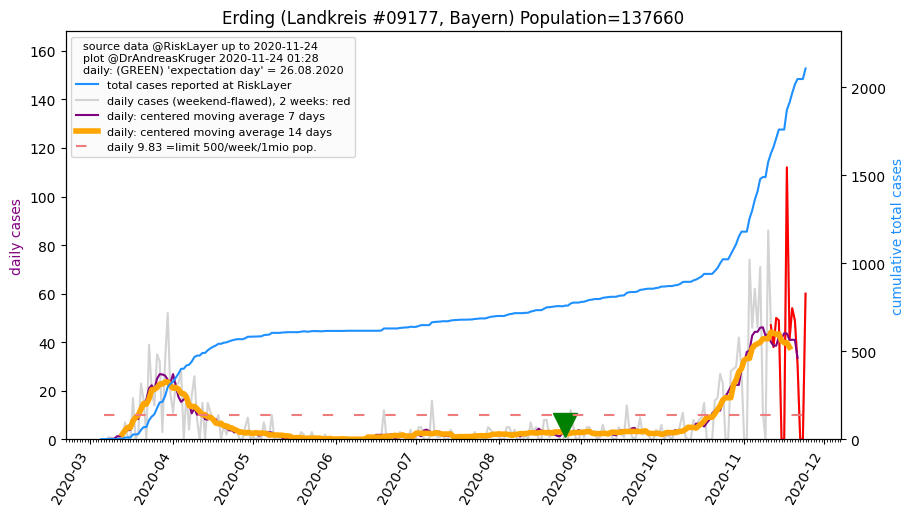 Erding (Landkreis #09177, Bayern) Population=137660
source data @RiskLayer up to 2020-11-24
plot @DrAndreasKruger 2020-11-24 01:28
daily: (GREEN) 'expectation day' = 26.08.2020
total cases reported at RiskLayer
daily cases (weekend-flawed), 2 weeks: red
daily: centered moving average 7 days
daily: centered moving average 14 days
daily 9.83 =limit 500/week/1mio pop.
daily cases
160
140
120
100
80
60
40
20
0
cumulative total cases
2000
1500
1000
500
0
2020-03
2020-04
2020-05
2020-06
2020-07
2020-08
2020-09
2020-10
2020-11
2020-12